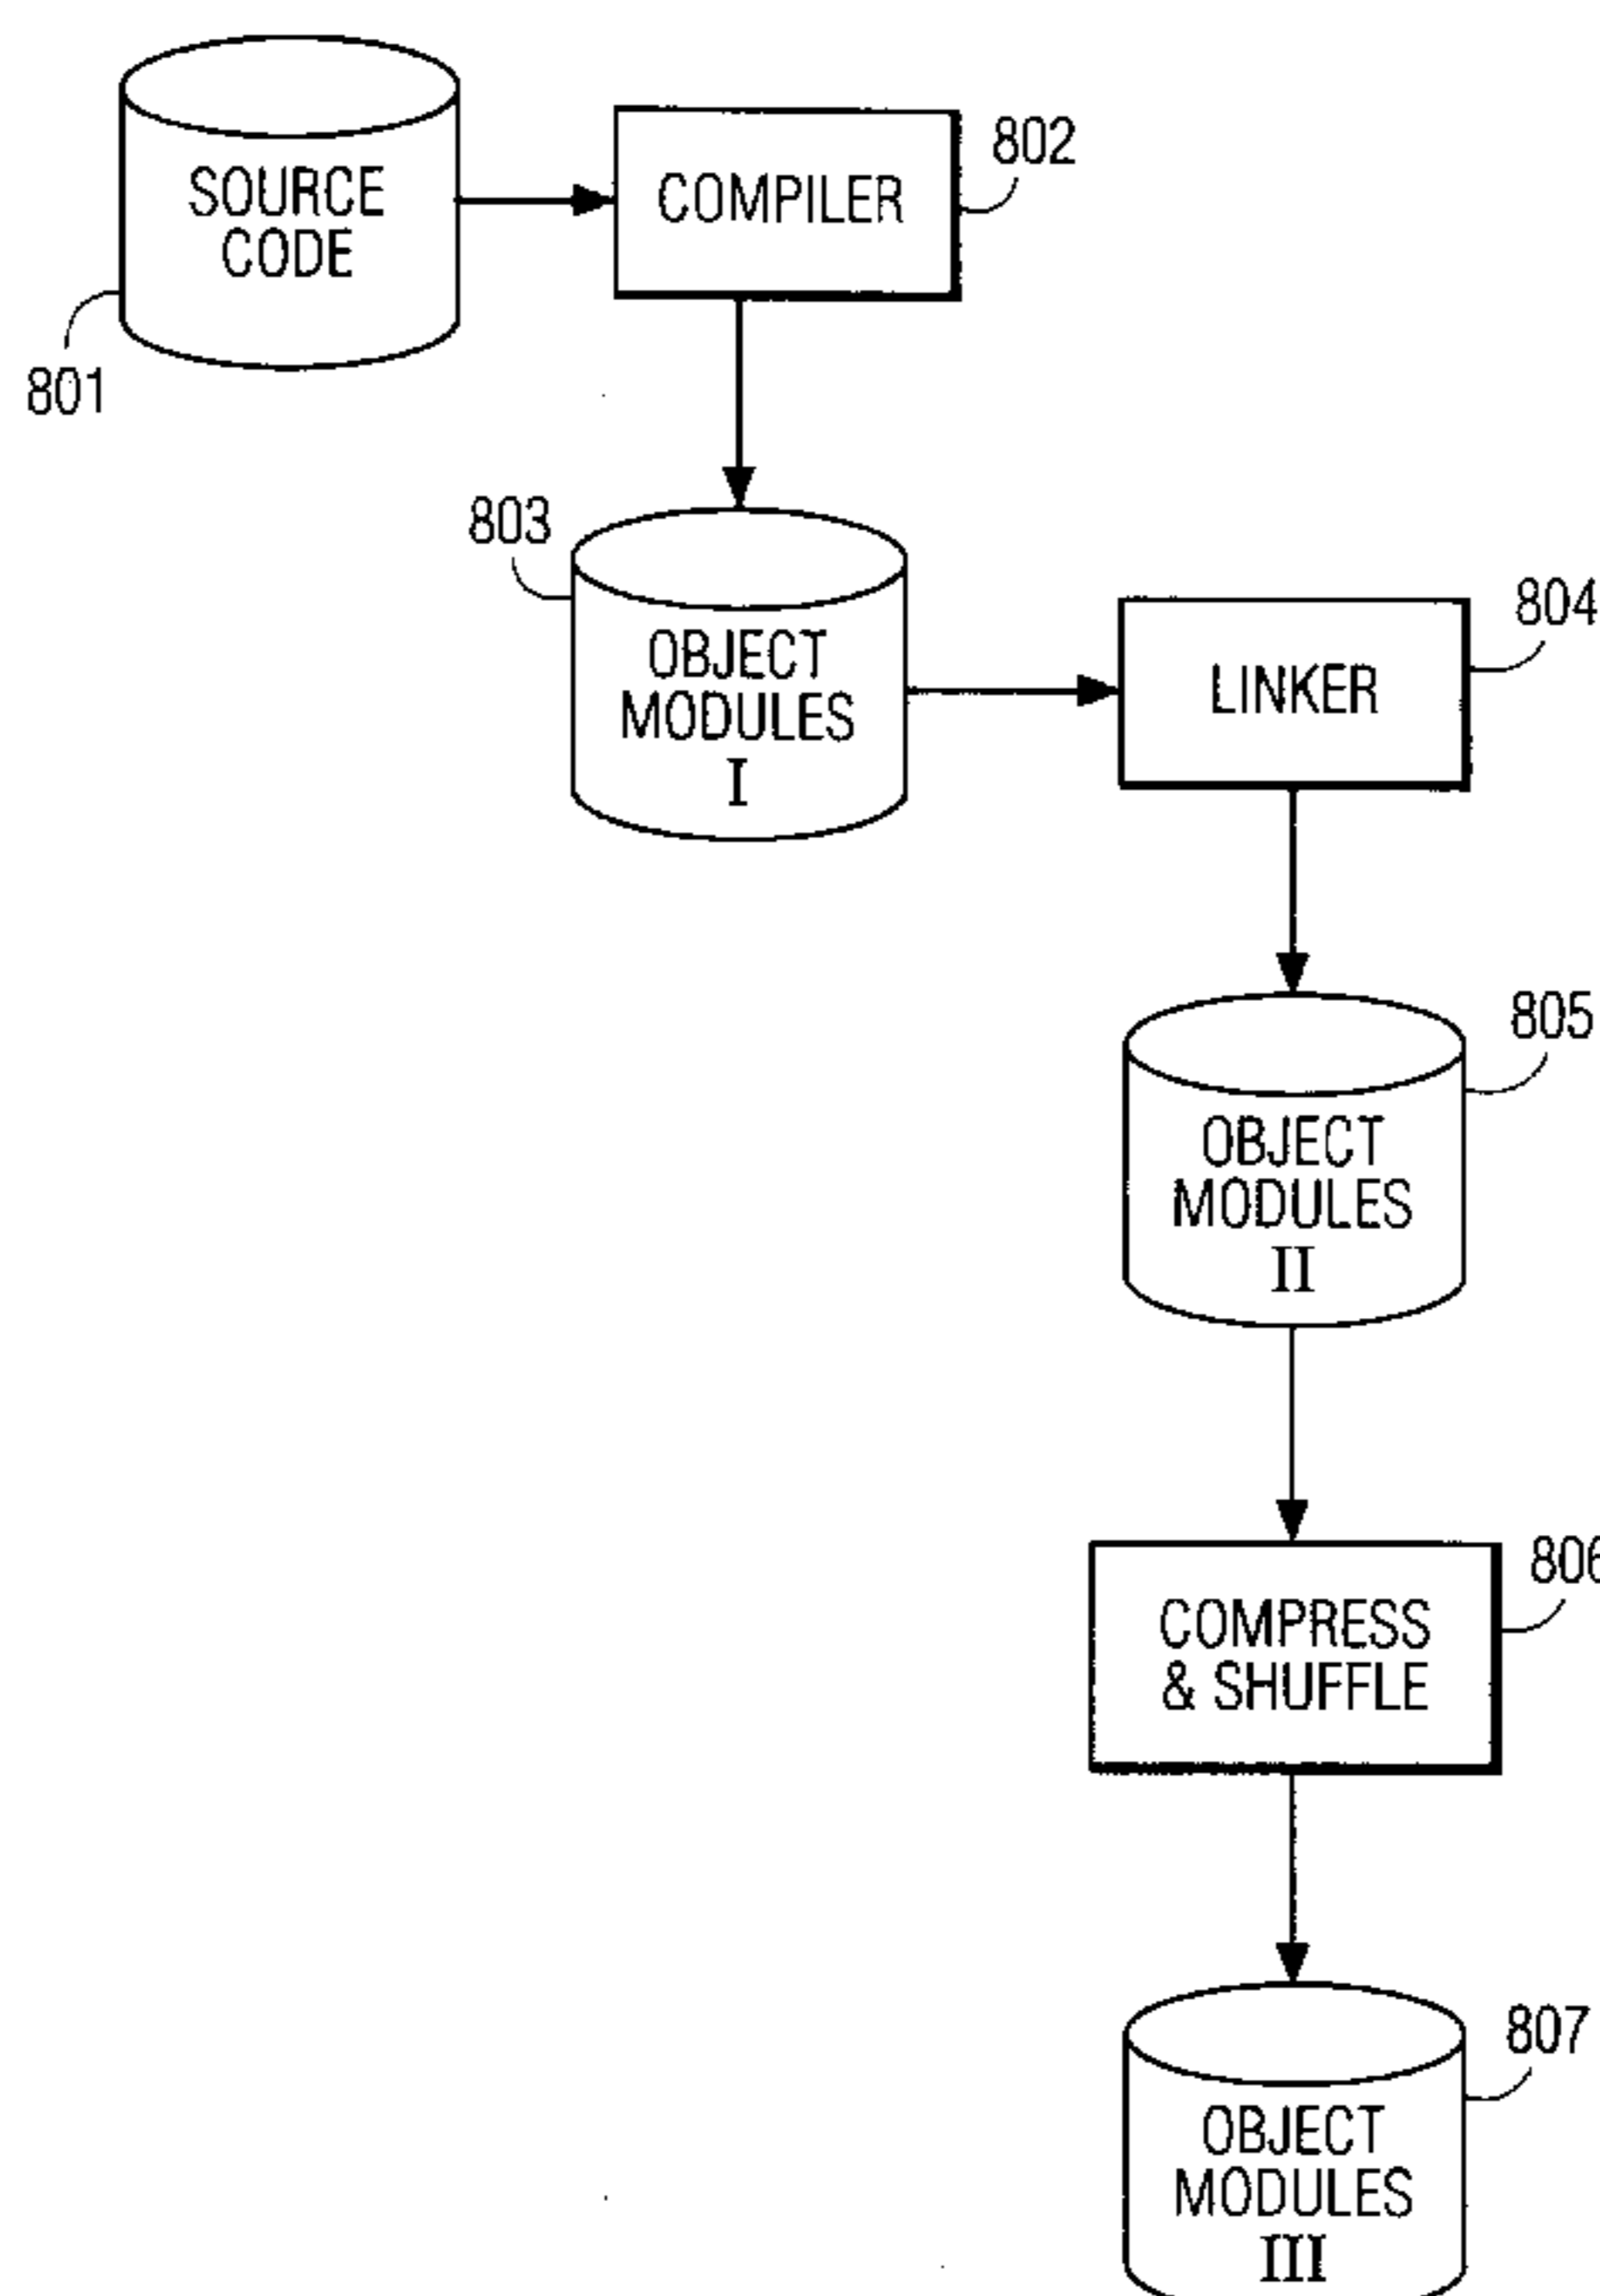 SOURCE
CODE
801
COMPILER
802
803
OBJECT
MODULES
I
LINKER
804
805
OBJECT
MODULES
II
806
COMPRESS
& SHUFFLE
807
OBJECT
MODULES
III